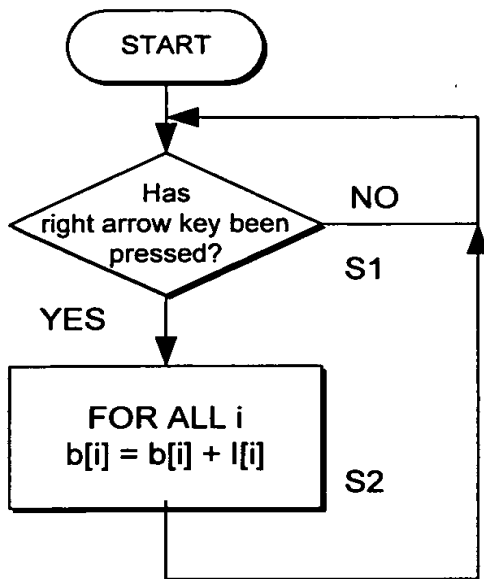 START
Has
right arrow key been
pressed?
NO
S1
YES
FOR ALL i
b[i] = b[i] + I[i]
S2